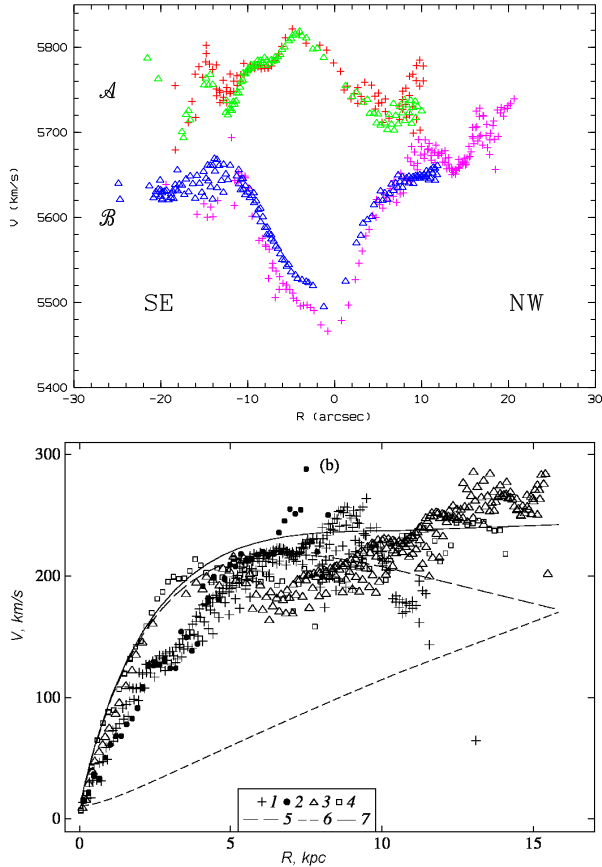 5800
5700
5600
5500
5400
V (km/s)
𝒜
ℬ
SE
NW
-30 -20 -10 0 10 20 30
R (arcsec)
(b)
300
200
100
0
V, km/s
+ 1 ● 2 △ 3 □ 4
— — 5 – – 6 —— 7
0 5 10 15
R, kpc